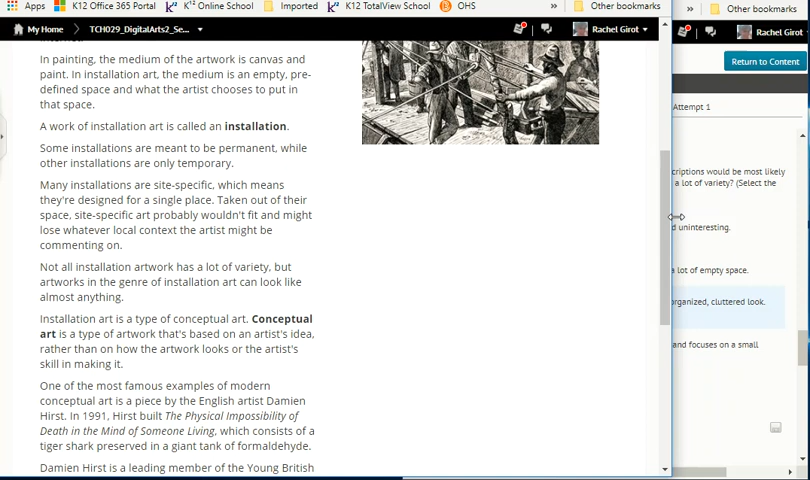 Apps K12 Office 365 Portal K¹² Online School Imported K12 TotalView School OHS » Other bookmarks
» Other bookmarks
My Home TCH029_DigitalArts2_Se... Rachel Girot
Rachel Girot
Return to Content
In painting, the medium of the artwork is canvas and
paint. In installation art, the medium is an empty, pre-
defined space and what the artist chooses to put in
that space.
A work of installation art is called an installation.
Some installations are meant to be permanent, while
other installations are only temporary.
Many installations are site-specific, which means
they're designed for a single place. Taken out of their
space, site-specific art probably wouldn't fit and might
lose whatever local context the artist might be
commenting on.
Not all installation artwork has a lot of variety, but
artworks in the genre of installation art can look like
almost anything.
Installation art is a type of conceptual art. Conceptual
art is a type of artwork that's based on an artist's idea,
rather than on how the artwork looks or the artist's
skill in making it.
One of the most famous examples of modern
conceptual art is a piece by the English artist Damien
Hirst. In 1991, Hirst built The Physical Impossibility of
Death in the Mind of Someone Living, which consists of a
tiger shark preserved in a giant tank of formaldehyde.
Damien Hirst is a leading member of the Young British
Attempt 1
criptions would be most likely
a lot of variety? (Select the
d uninteresting.
a lot of empty space.
organized, cluttered look.
and focuses on a small